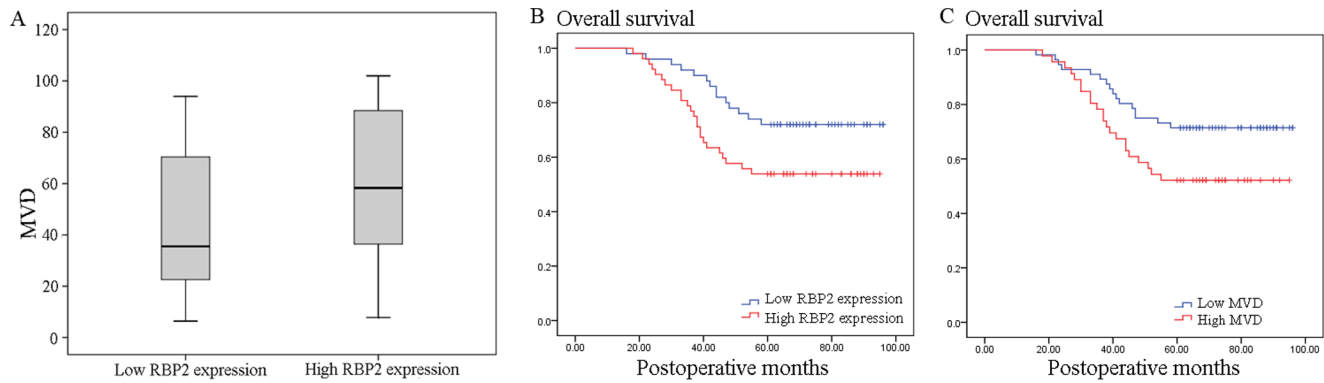 A
120
100
80
60
40
20
0
MVD
Low RBP2 expression
High RBP2 expression
B
Overall survival
1.0
0.8
0.6
0.4
0.2
0.0
Low RBP2 expression
High RBP2 expression
0.00 20.00 40.00 60.00 80.00 100.00
Postoperative months
C
Overall survival
1.0
0.8
0.6
0.4
0.2
0.0
Low MVD
High MVD
0.00 20.00 40.00 60.00 80.00 100.00
Postoperative months